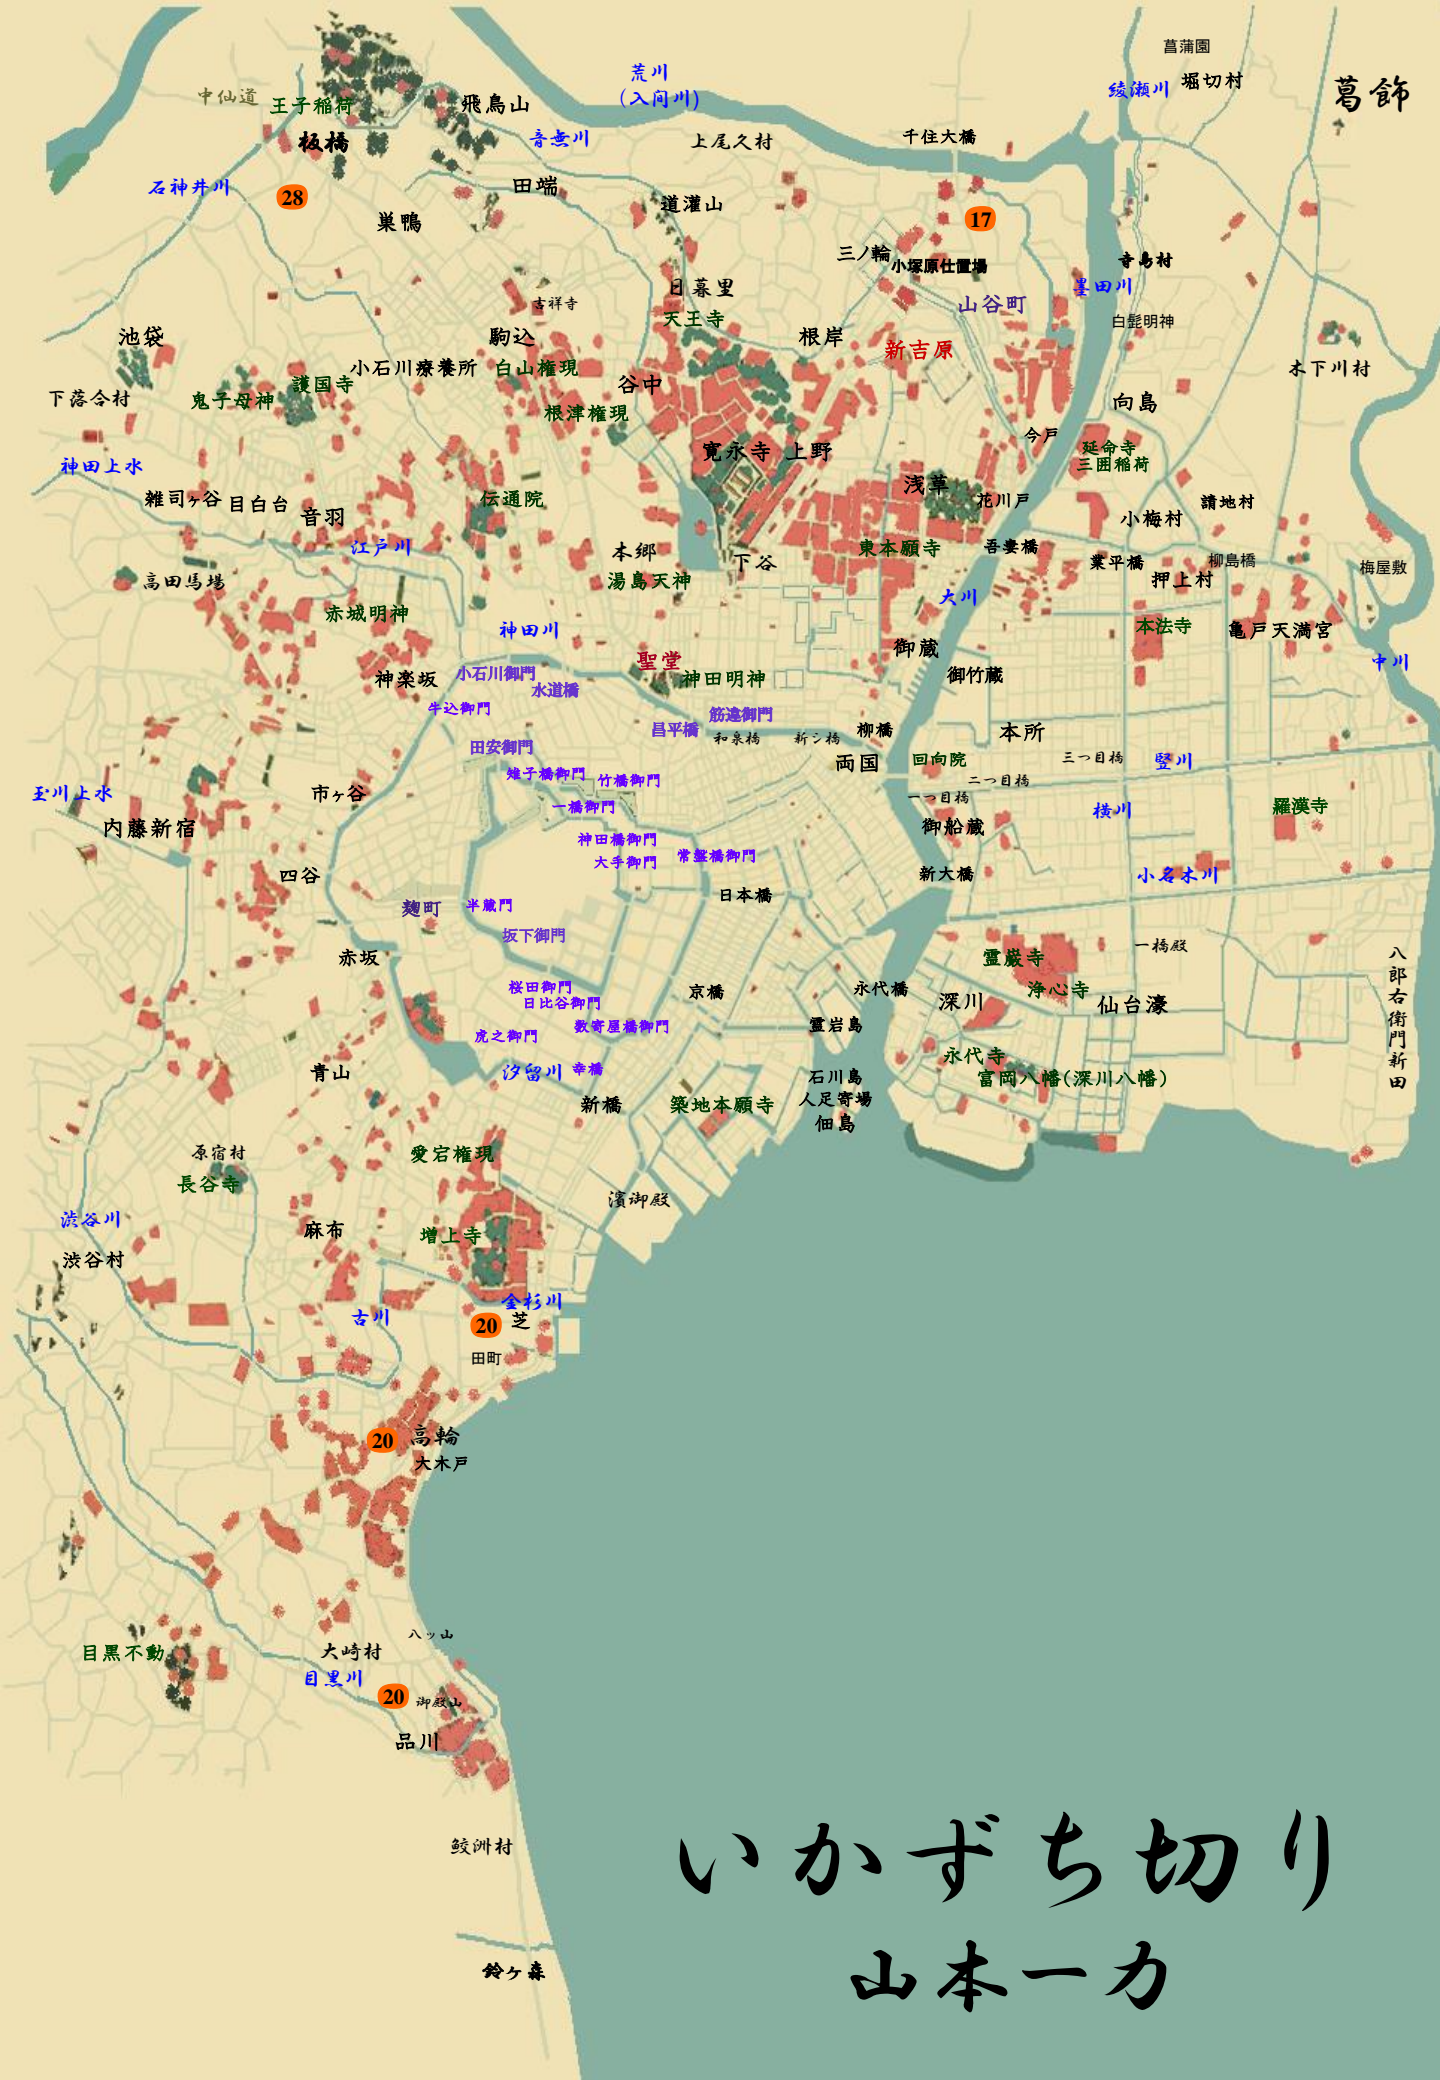 菖蒲園
荒川
綾瀬川
堀切村
葛飾
(入间川)
中仙道
王子稲荷
飛鳥山
板橋
音無川
上尾久村
千住大橋
石神井川
田端
28
道灌山
17
巣鴨
三ノ輪
小塚原仕置場
寺島村
日暮里
墨田川
吉祥寺
山谷町
天王寺
白髭明神
池袋
駒込
根岸
新吉原
小石川療養所
白山権現
木下川村
護国寺
谷中
下落合村
鬼子母神
根津権現
向島
今戸
延命寺
寛永寺
上野
三囲稲荷
神田上水
浅草
雑司ヶ谷
目白台
伝通院
花川戸
請地村
音羽
小梅村
江戸川
本郷
下谷
東本願寺
吾妻橋
業平橋
柳島橋
梅屋敷
高田馬場
湯島天神
押上村
大川
赤城明神
神田川
本法寺
亀戸天満宮
御蔵
聖堂
中川
神楽坂
小石川御門
神田明神
御竹蔵
水道橋
牛込御門
筋違御門
昌平橋
和泉橋
新シ橋
柳橋
本所
田安御門
両国
回向院
三つ目橋
竪川
雉子橋御門
竹橋御門
二つ目橋
玉川上水
市ヶ谷
一橋御門
一つ目橋
横川
羅漢寺
内藤新宿
神田橋御門
御船蔵
大手御門
常盤橋御門
四谷
新大橋
小名木川
日本橋
麹町
半蔵門
坂下御門
一橋殿
赤坂
霊巌寺
八郎右衛門新田
桜田御門
京橋
永代橋
浄心寺
日比谷御門
深川
仙台濠
数寄屋橋御門
霊岩島
虎之御門
永代寺
青山
汐留川
幸橋
石川島
富岡八幡(深川八幡)
新橋
築地本願寺
人足寄場
佃島
原宿村
愛宕権現
長谷寺
濱御殿
渋谷川
麻布
増上寺
渋谷村
金杉川
古川
20
芝
田町
20
高輪
大木戸
八ッ山
目黒不動
大崎村
目黒川
20
御殿山
品川
いかずち切り
鮫洲村
山本一力
鈴ヶ森